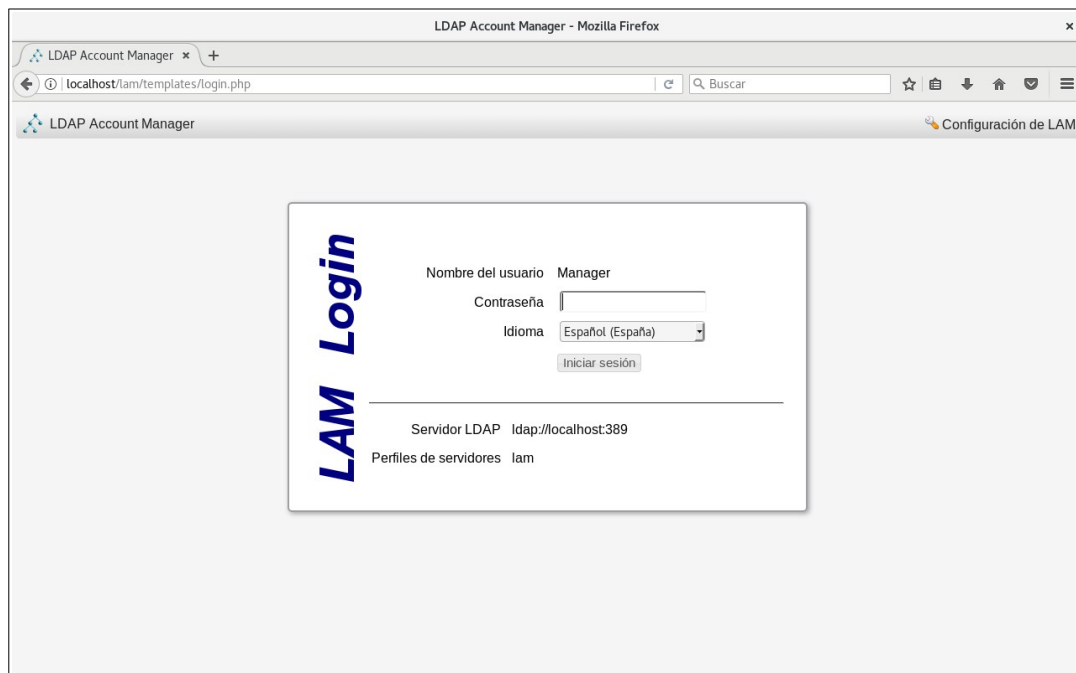 LDAP Account Manager - Mozilla Firefox
LDAP Account Manager
localhost/lam/templates/login.php
Buscar
LDAP Account Manager
Configuración de LAM
LAM Login
Nombre del usuario Manager
Contraseña
Idioma Español (España)
Iniciar sesión
Servidor LDAP ldap://localhost:389
Perfiles de servidores lam